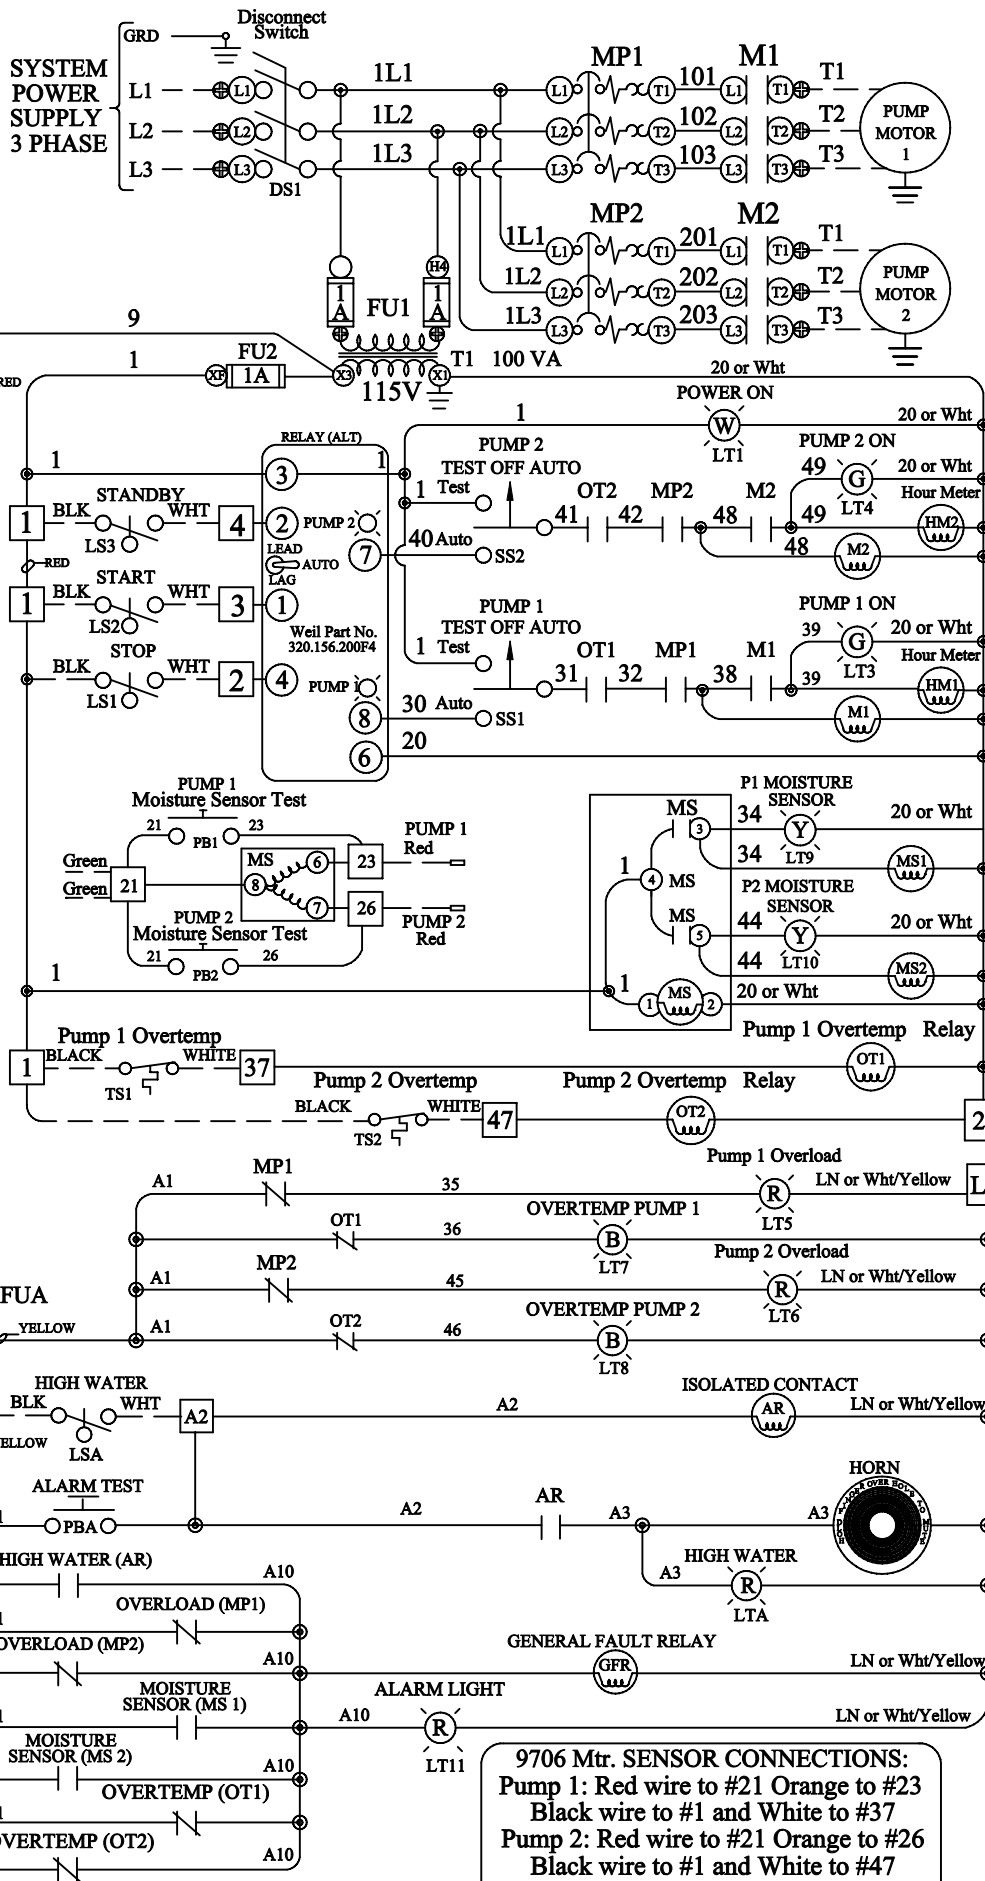 Disconnect
Switch
GRD
SYSTEM
POWER
SUPPLY
3 PHASE
L1 L1 1L1 MP1 L1 T1 101 M1 L1 T1 T1
L2 L2 1L2 L2 T2 102 L2 T2 T2
L3 L3 1L3 L3 T3 103 L3 T3 T3
DS1
PUMP
MOTOR
1
MP2 M2
1L1 L1 T1 201 L1 T1 T1
1L2 L2 T2 202 L2 T2 T2
1L3 L3 T3 203 L3 T3 T3
PUMP
MOTOR
2
H4
1 A FU1 1 A
9
1 XF FU2 1A X3 115V X1 T1 100 VA
20 or Wht
RED
POWER ON
1 W 20 or Wht
LT1
RELAY (ALT)
1 3 1
PUMP 2
TEST OFF AUTO
1 Test
PUMP 2 ON
49 G 20 or Wht
LT4
Hour Meter
STANDBY
1 BLK WHT 4 2 PUMP 2
LS3
41 OT2 42 MP2 48 M2 49 HM2
LEAD
AUTO
LAG
7 40 Auto SS2
48 M2
RED
START
1 BLK WHT 3 1
LS2
Weil Part No.
320.156.200F4
PUMP 1
TEST OFF AUTO
1 Test
PUMP 1 ON
39 G 20 or Wht
LT3
Hour Meter
STOP
BLK WHT 2 4 PUMP 1
LS1
31 OT1 32 MP1 38 M1 39 HM1
8 30 Auto SS1
M1
6 20
PUMP 1
Moisture Sensor Test
21 PB1 23
PUMP 1
Red
Green
Green
21 MS 8 6 7 23 26
PUMP 2
Red
PUMP 2
Moisture Sensor Test
21 PB2 26
P1 MOISTURE
SENSOR
MS 3 34 Y 20 or Wht
LT9
34 MS1
1 4 MS
P2 MOISTURE
SENSOR
MS 5 44 Y 20 or Wht
LT10
44 MS2
1 1 1 MS 2 20 or Wht
Pump 1 Overtemp
Pump 1 Overtemp Relay
1 BLACK WHITE 37 OT1
TS1
Pump 2 Overtemp
Pump 2 Overtemp Relay
BLACK WHITE 47 OT2 2
TS2
Pump 1 Overload
A1 MP1 35 R LN or Wht/Yellow L
LT5
OVERTEMP PUMP 1
OT1 36 B
LT7
Pump 2 Overload
A1 MP2 45 R LN or Wht/Yellow
LT6
FUA
OVERTEMP PUMP 2
YELLOW A1 OT2 46 B
LT8
HIGH WATER
ISOLATED CONTACT
BLK WHT A2 A2 AR LN or Wht/Yellow
ELLOW
LSA
ALARM TEST
HORN
PBA A2 AR A3 A3
HIGH WATER
A3 R
LTA
HIGH WATER (AR)
A10
OVERLOAD (MP1)
OVERLOAD (MP2)
A10
GENERAL FAULT RELAY
GFR LN or Wht/Yellow
MOISTURE
SENSOR (MS 1)
ALARM LIGHT
A10 R LN or Wht/Yellow
LT11
MOISTURE
SENSOR (MS 2)
A10
OVERTEMP (OT1)
VERTEMP (OT2)
A10
9706 Mtr. SENSOR CONNECTIONS:
Pump 1: Red wire to #21 Orange to #23
Black wire to #1 and White to #37
Pump 2: Red wire to #21 Orange to #26
Black wire to #1 and White to #47